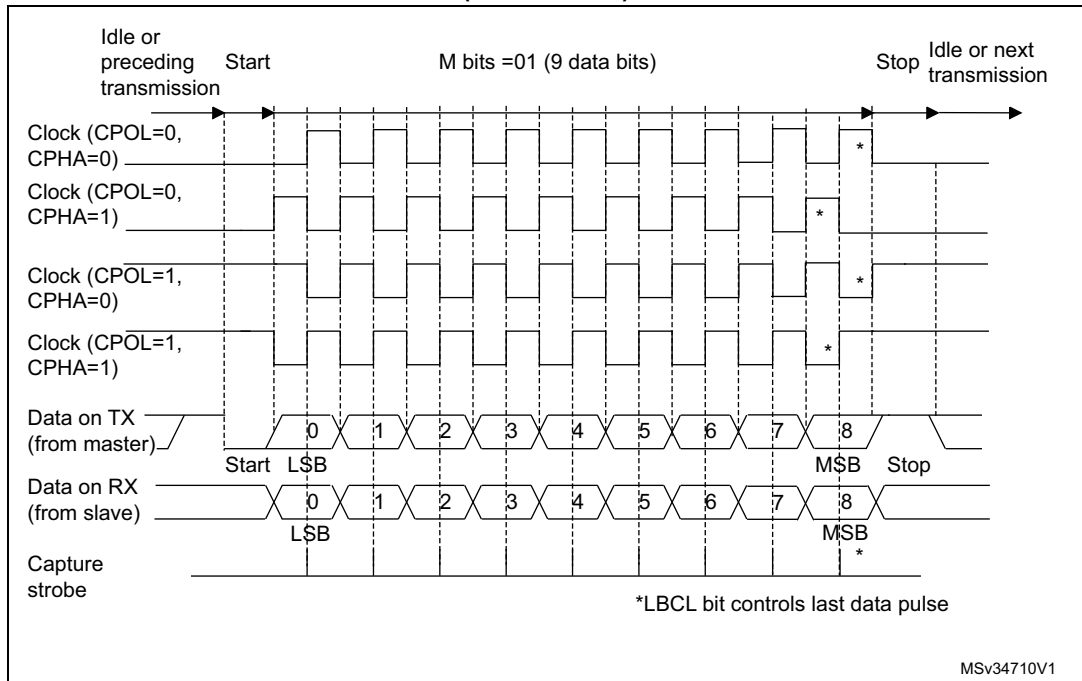 Idle or
preceding
transmission
Start
M bits =01 (9 data bits)
Stop
Idle or next
transmission
Clock (CPOL=0,
CPHA=0)
*
Clock (CPOL=0,
CPHA=1)
*
Clock (CPOL=1,
CPHA=0)
*
Clock (CPOL=1,
CPHA=1)
*
Data on TX
(from master)
0 1 2 3 4 5 6 7 8
Start LSB MSB Stop
Data on RX
(from slave)
0 1 2 3 4 5 6 7 8
LSB MSB
*
Capture
strobe
*LBCL bit controls last data pulse
MSv34710V1